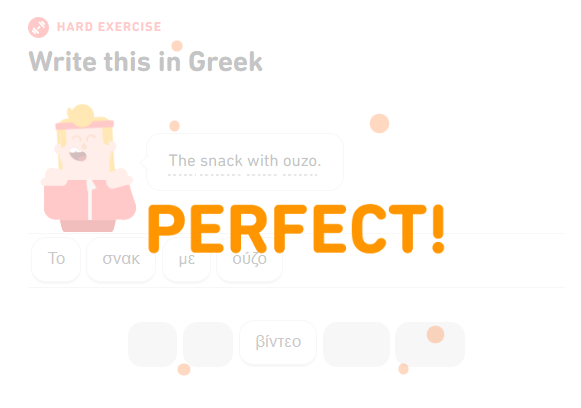 HARD EXERCISE
Write this in Greek
The snack with ouzo.
PERFECT!
Το σνακ με ούζο
βίντεο